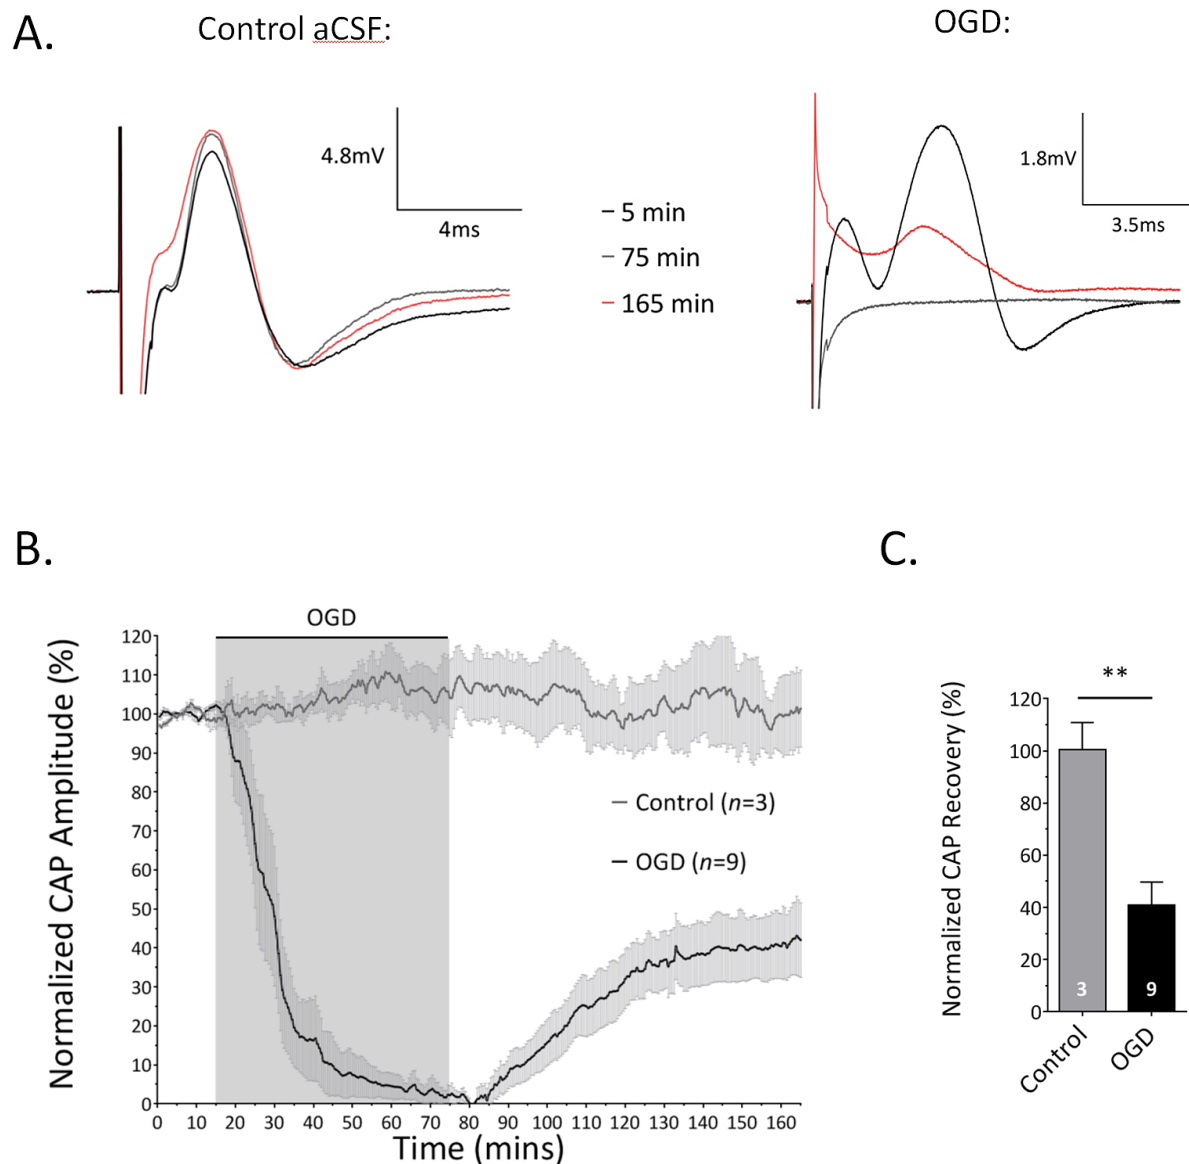 A.
Control aCSF:
OGD:
4.8mV
4ms
5 min
75 min
165 min
1.8mV
3.5ms
B.
C.
OGD
Normalized CAP Amplitude (%)
120
110
100
90
80
70
60
50
40
30
20
10
0
Control (n=3)
OGD (n=9)
0 10 20 30 40 50 60 70 80 90 100 110 120 130 140 150 160
Time (mins)
**
Normalized CAP Recovery (%)
120
100
80
60
40
20
0
3 9
Control
OGD